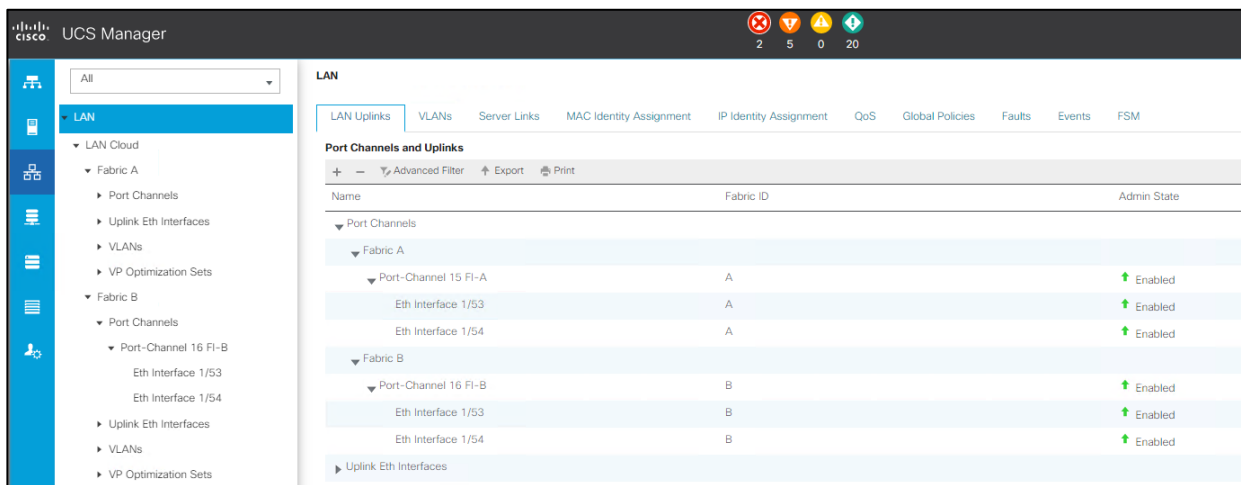 cisco UCS Manager
2 5 0 20
All
LAN
LAN Cloud
Fabric A
Port Channels
Uplink Eth Interfaces
VLANs
VP Optimization Sets
Fabric B
Port Channels
Port-Channel 16 FI-B
Eth Interface 1/53
Eth Interface 1/54
Uplink Eth Interfaces
VLANs
VP Optimization Sets
LAN
LAN Uplinks VLANs Server Links MAC Identity Assignment IP Identity Assignment QoS Global Policies Faults Events FSM
Port Channels and Uplinks
+ − Advanced Filter Export Print
Name Fabric ID Admin State
Port Channels
Fabric A
Port-Channel 15 FI-A A Enabled
Eth Interface 1/53 A Enabled
Eth Interface 1/54 A Enabled
Fabric B
Port-Channel 16 FI-B B Enabled
Eth Interface 1/53 B Enabled
Eth Interface 1/54 B Enabled
Uplink Eth Interfaces